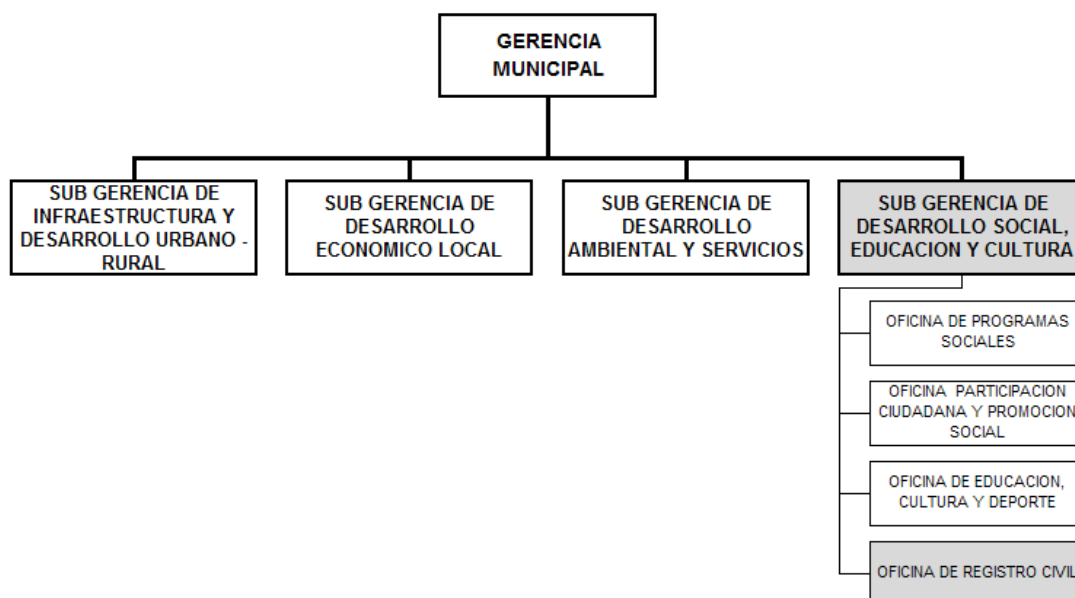 GERENCIA
MUNICIPAL
SUB GERENCIA DE
INFRAESTRUCTURA Y
DESARROLLO URBANO -
RURAL
SUB GERENCIA DE
DESARROLLO
ECONOMICO LOCAL
SUB GERENCIA DE
DESARROLLO
AMBIENTAL Y SERVICIOS
SUB GERENCIA DE
DESARROLLO SOCIAL,
EDUCACION Y CULTURA
OFICINA DE PROGRAMAS
SOCIALES
OFICINA PARTICIPACION
CIUDADANA Y PROMOCION
SOCIAL
OFICINA DE EDUCACION,
CULTURA Y DEPORTE
OFICINA DE REGISTRO CIVIL